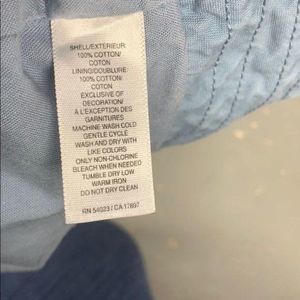 SHELL/EXTÉRIEUR:
100% COTTON/
COTON
LINING/DOUBLURE:
100% COTTON/
COTON
EXCLUSIVE OF
DECORATION/
À L'EXCEPTION DES
GARNITURES
MACHINE WASH COLD
GENTLE CYCLE
WASH AND DRY WITH
LIKE COLORS
ONLY NON-CHLORINE
BLEACH WHEN NEEDED
TUMBLE DRY LOW
WARM IRON
DO NOT DRY CLEAN
RN 54023 / CA 17897